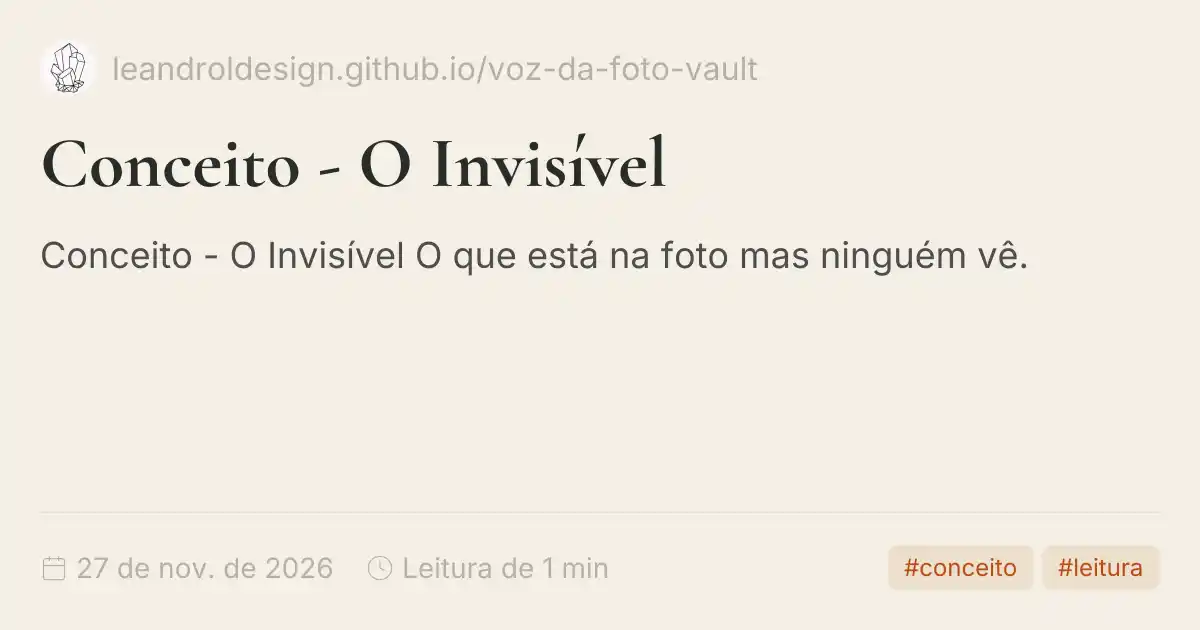 leandroldesign.github.io/voz-da-foto-vault
Conceito - O Invisível
Conceito - O Invisível O que está na foto mas ninguém vê.
27 de nov. de 2026 Leitura de 1 min #conceito #leitura